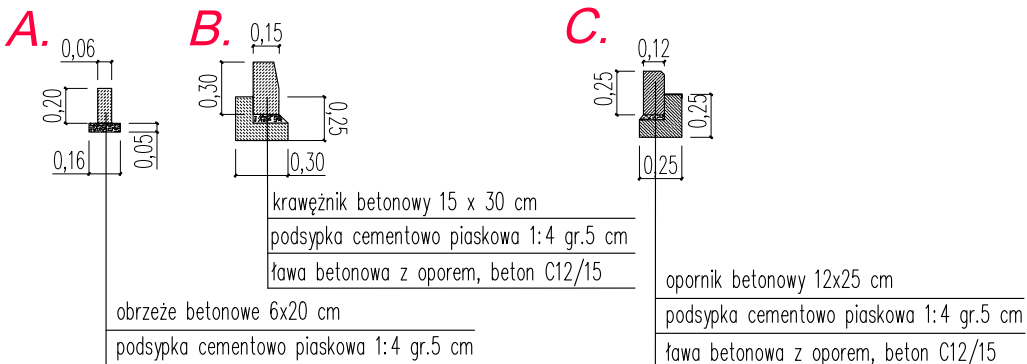 A.
0,06
0,20
0,16
0,05
B.
0,15
0,30
0,25
0,30
krawężnik betonowy 15 x 30 cm
podsypka cementowo piaskowa 1:4 gr.5 cm
ława betonowa z oporem, beton C12/15
obrzeże betonowe 6x20 cm
podsypka cementowo piaskowa 1:4 gr.5 cm
C.
0,12
0,25
0,25
0,25
opornik betonowy 12x25 cm
podsypka cementowo piaskowa 1:4 gr.5 cm
ława betonowa z oporem, beton C12/15